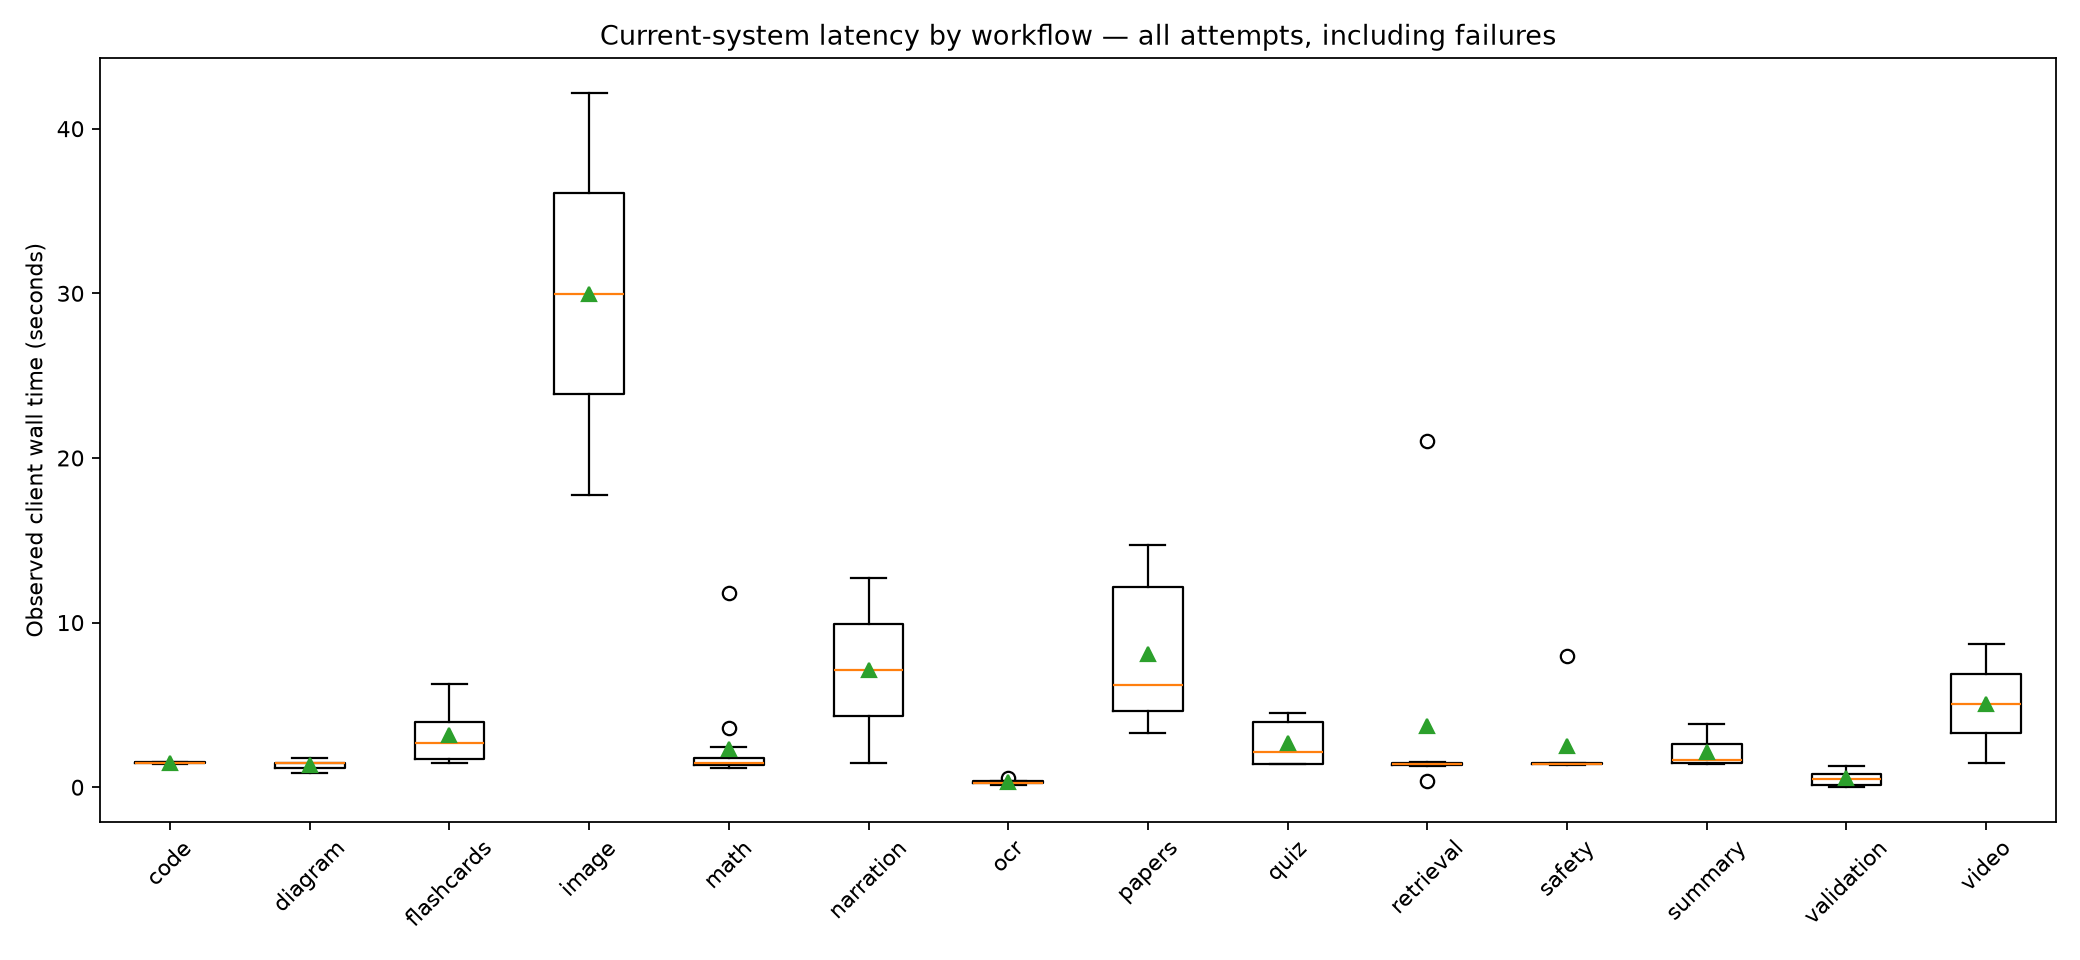 Current-system latency by workflow — all attempts, including failures
Observed client wall time (seconds)
40
30
20
10
0
code
diagram
flashcards
image
math
narration
ocr
papers
quiz
retrieval
safety
summary
validation
video